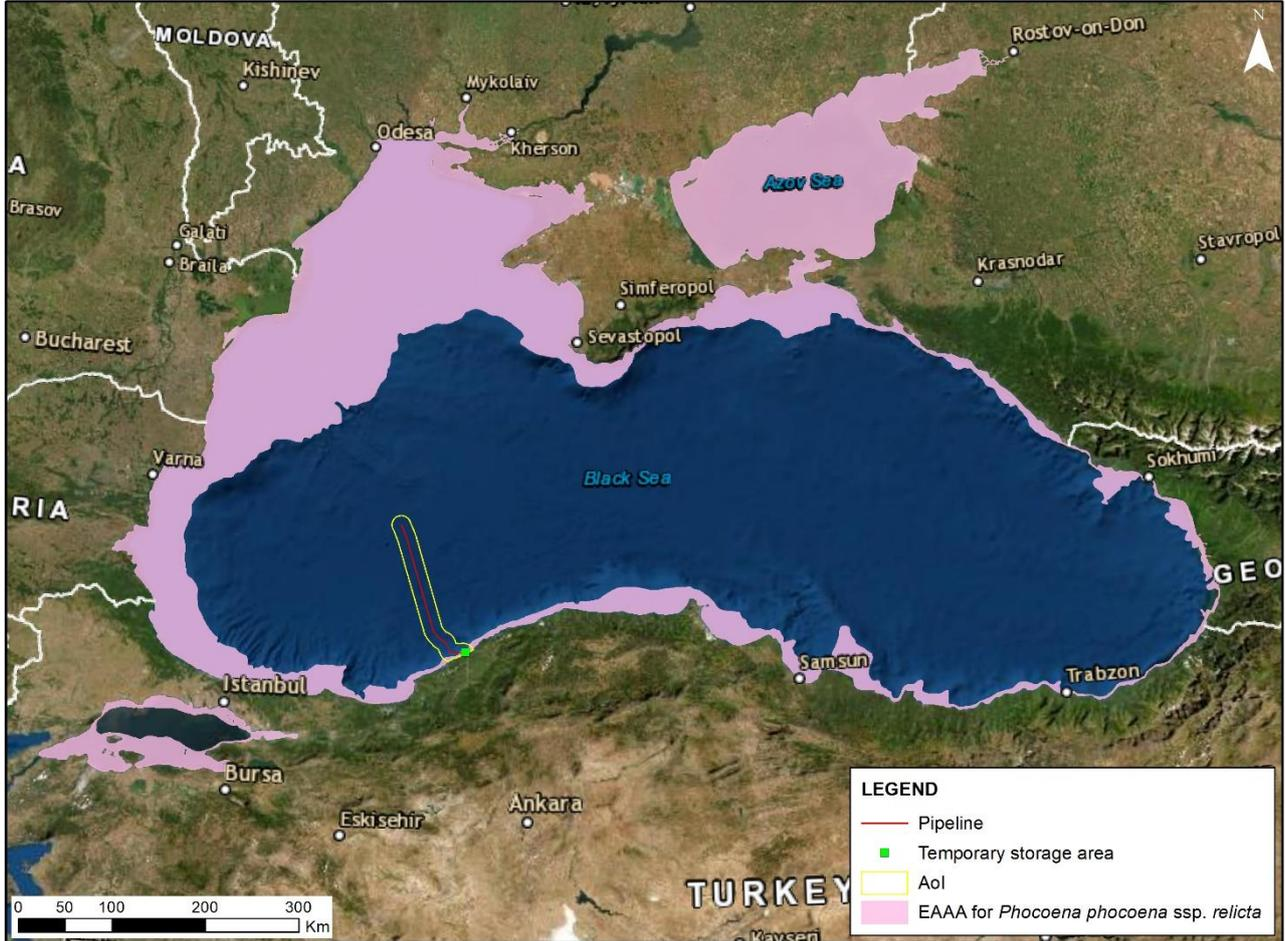 N
MOLDOVA
Kishinev
Rostov-on-Don
Mykolaiv
Odesa
Kherson
A
Azov Sea
Brasov
Galati
Braila
Stavropol
Krasnodar
Simferopol
Bucharest
Sevastopol
Varna
Sokhumi
Black Sea
RIA
GEO
Samsun
Trabzon
Istanbul
Bursa
Ankara
Eskisehir
TURKEY
Kayseri
LEGEND
Pipeline
Temporary storage area
AoI
EAAA for Phocoena phocoena ssp. relicta
0 50 100 200 300
Km